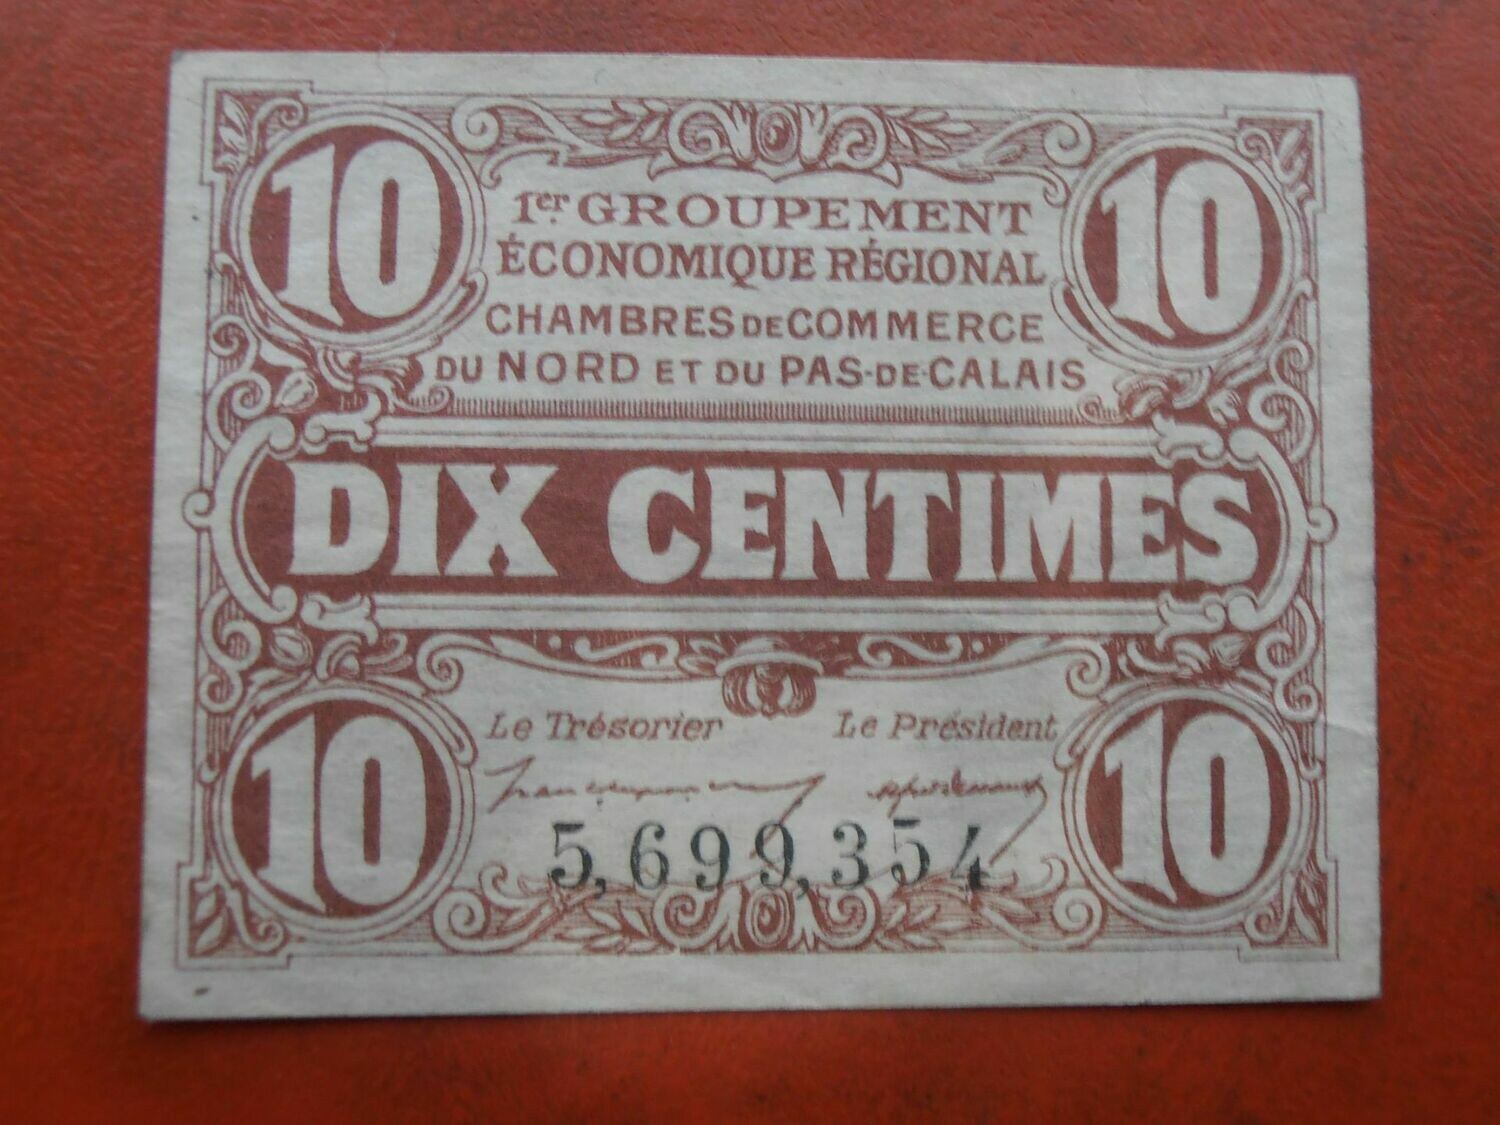 10 10
1er GROUPEMENT
ÉCONOMIQUE RÉGIONAL
CHAMBRES DE COMMERCE
DU NORD ET DU PAS-DE-CALAIS
DIX CENTIMES
Le Trésorier Le Président
10 10
5,699,354